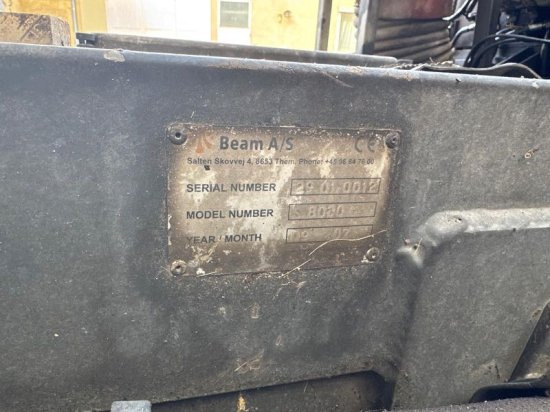 Beam A/S CE
Salten Skovvej 4, 8653 Them. Phone: +45 86 84 76 00
SERIAL NUMBER 29 01.0012
MODEL NUMBER S 8010
YEAR / MONTH